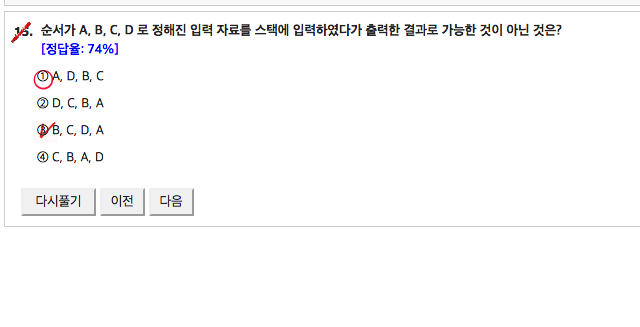 15. 순서가 A, B, C, D 로 정해진 입력 자료를 스택에 입력하였다가 출력한 결과로 가능한 것이 아닌 것은?
[정답율: 74%]
① A, D, B, C
② D, C, B, A
③ B, C, D, A
④ C, B, A, D
다시풀기 이전 다음